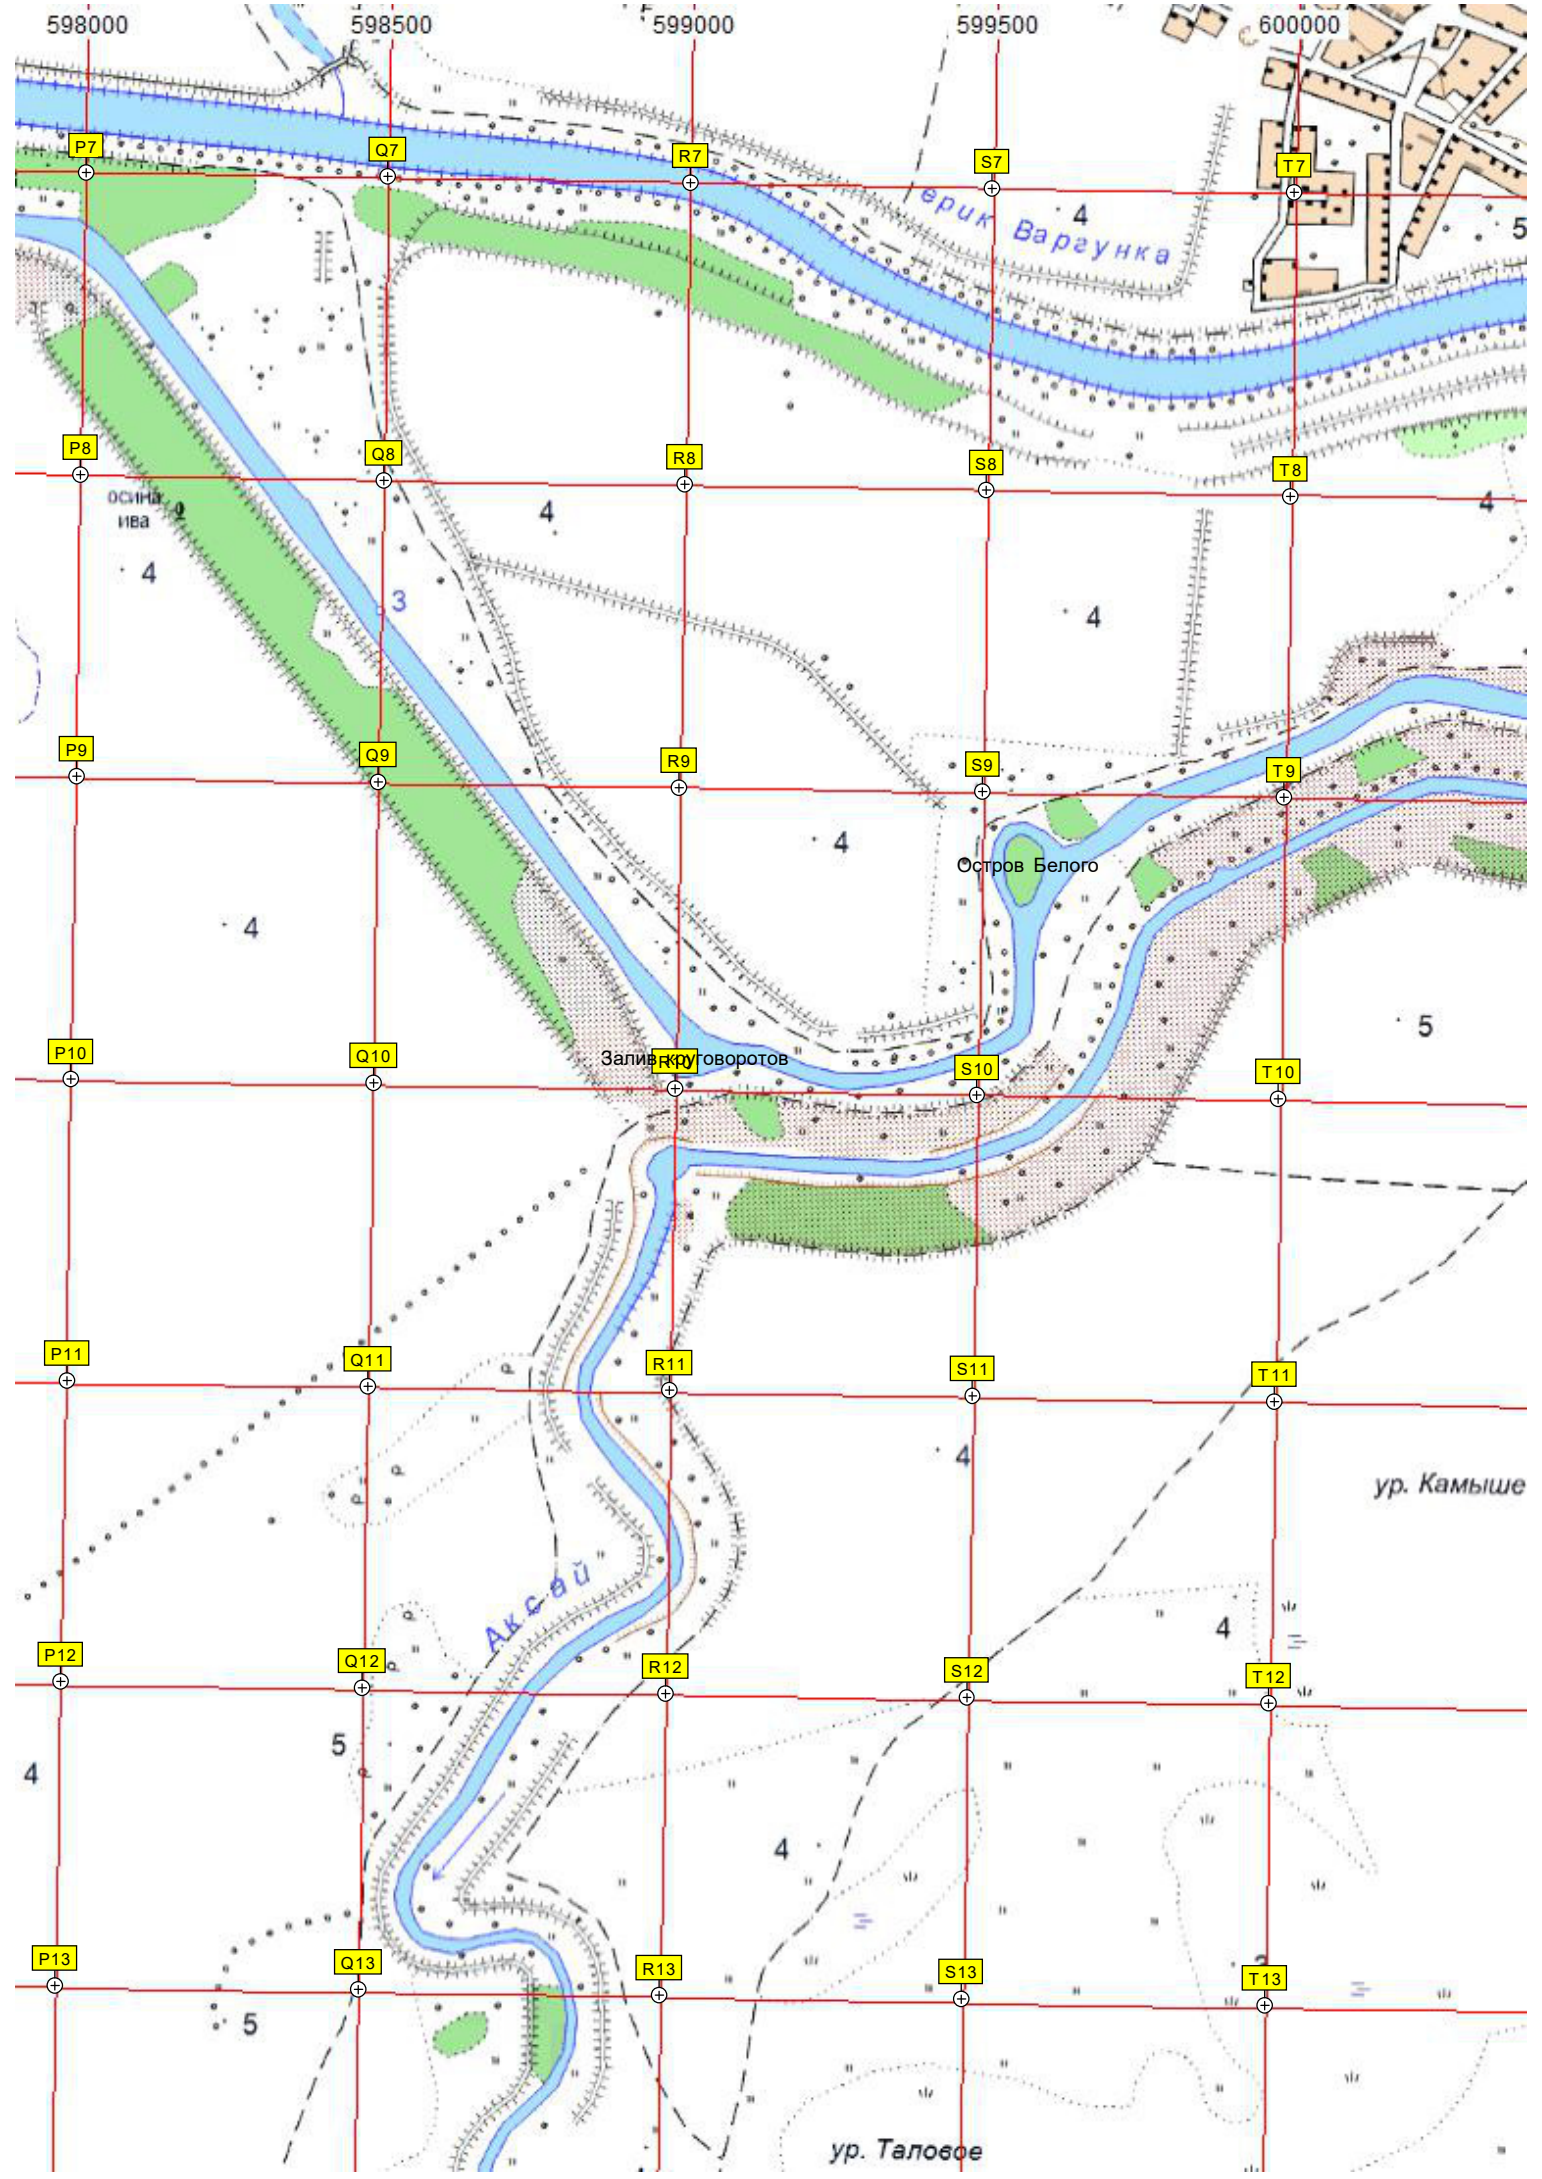 598000 598500 599000 599500 600000
P7 Q7 R7 S7 T7
4
ерик Варгунка
5
P8 Q8 R8 S8 T8
осина
ива
4
4
4
3
4
P9 Q9 R9 S9 T9
4
Остров Белого
4
5
Залив круговоротов
P10 Q10 R10 S10 T10
P11 Q11 R11 S11 T11
4
ур. Камыше
Аксай
4
P12 Q12 R12 S12 T12
5
4
4
P13 Q13 R13 S13 T13
5
ур. Таловое